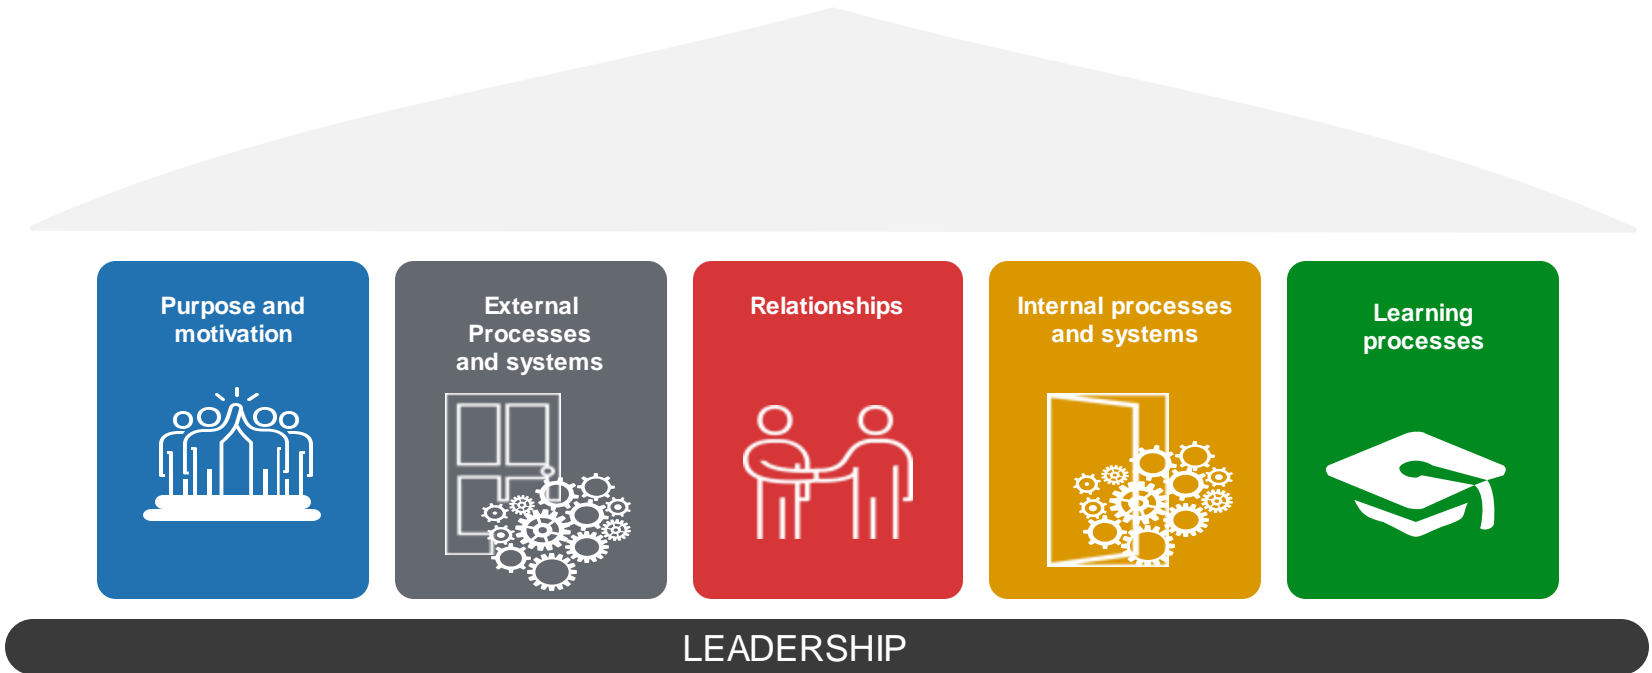 Purpose and
motivation
External
Processes
and systems
Relationships
Internal processes
and systems
Learning
processes
LEADERSHIP